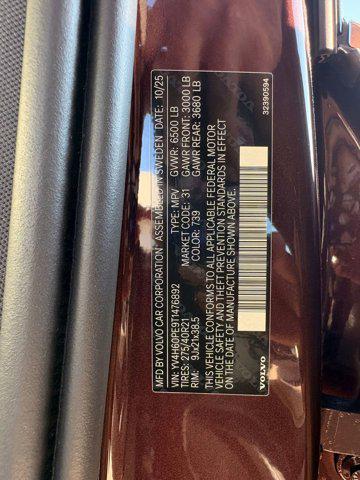 MFD BY VOLVO CAR CORPORATION ASSEMBLED IN SWEDEN DATE: 10/25
VIN: YV4H60PE9T1476892 TYPE: MPV GVWR: 6500 LB
TIRES: 275/40R21 MARKET CODE: 31 GAWR FRONT: 3000 LB
RIM: 9Jx21x38.5 COLOR: 739 GAWR REAR: 3680 LB
THIS VEHICLE CONFORMS TO ALL APPLICABLE FEDERAL MOTOR
VEHICLE SAFETY AND THEFT PREVENTION STANDARDS IN EFFECT
ON THE DATE OF MANUFACTURE SHOWN ABOVE.
VOLVO 32390594